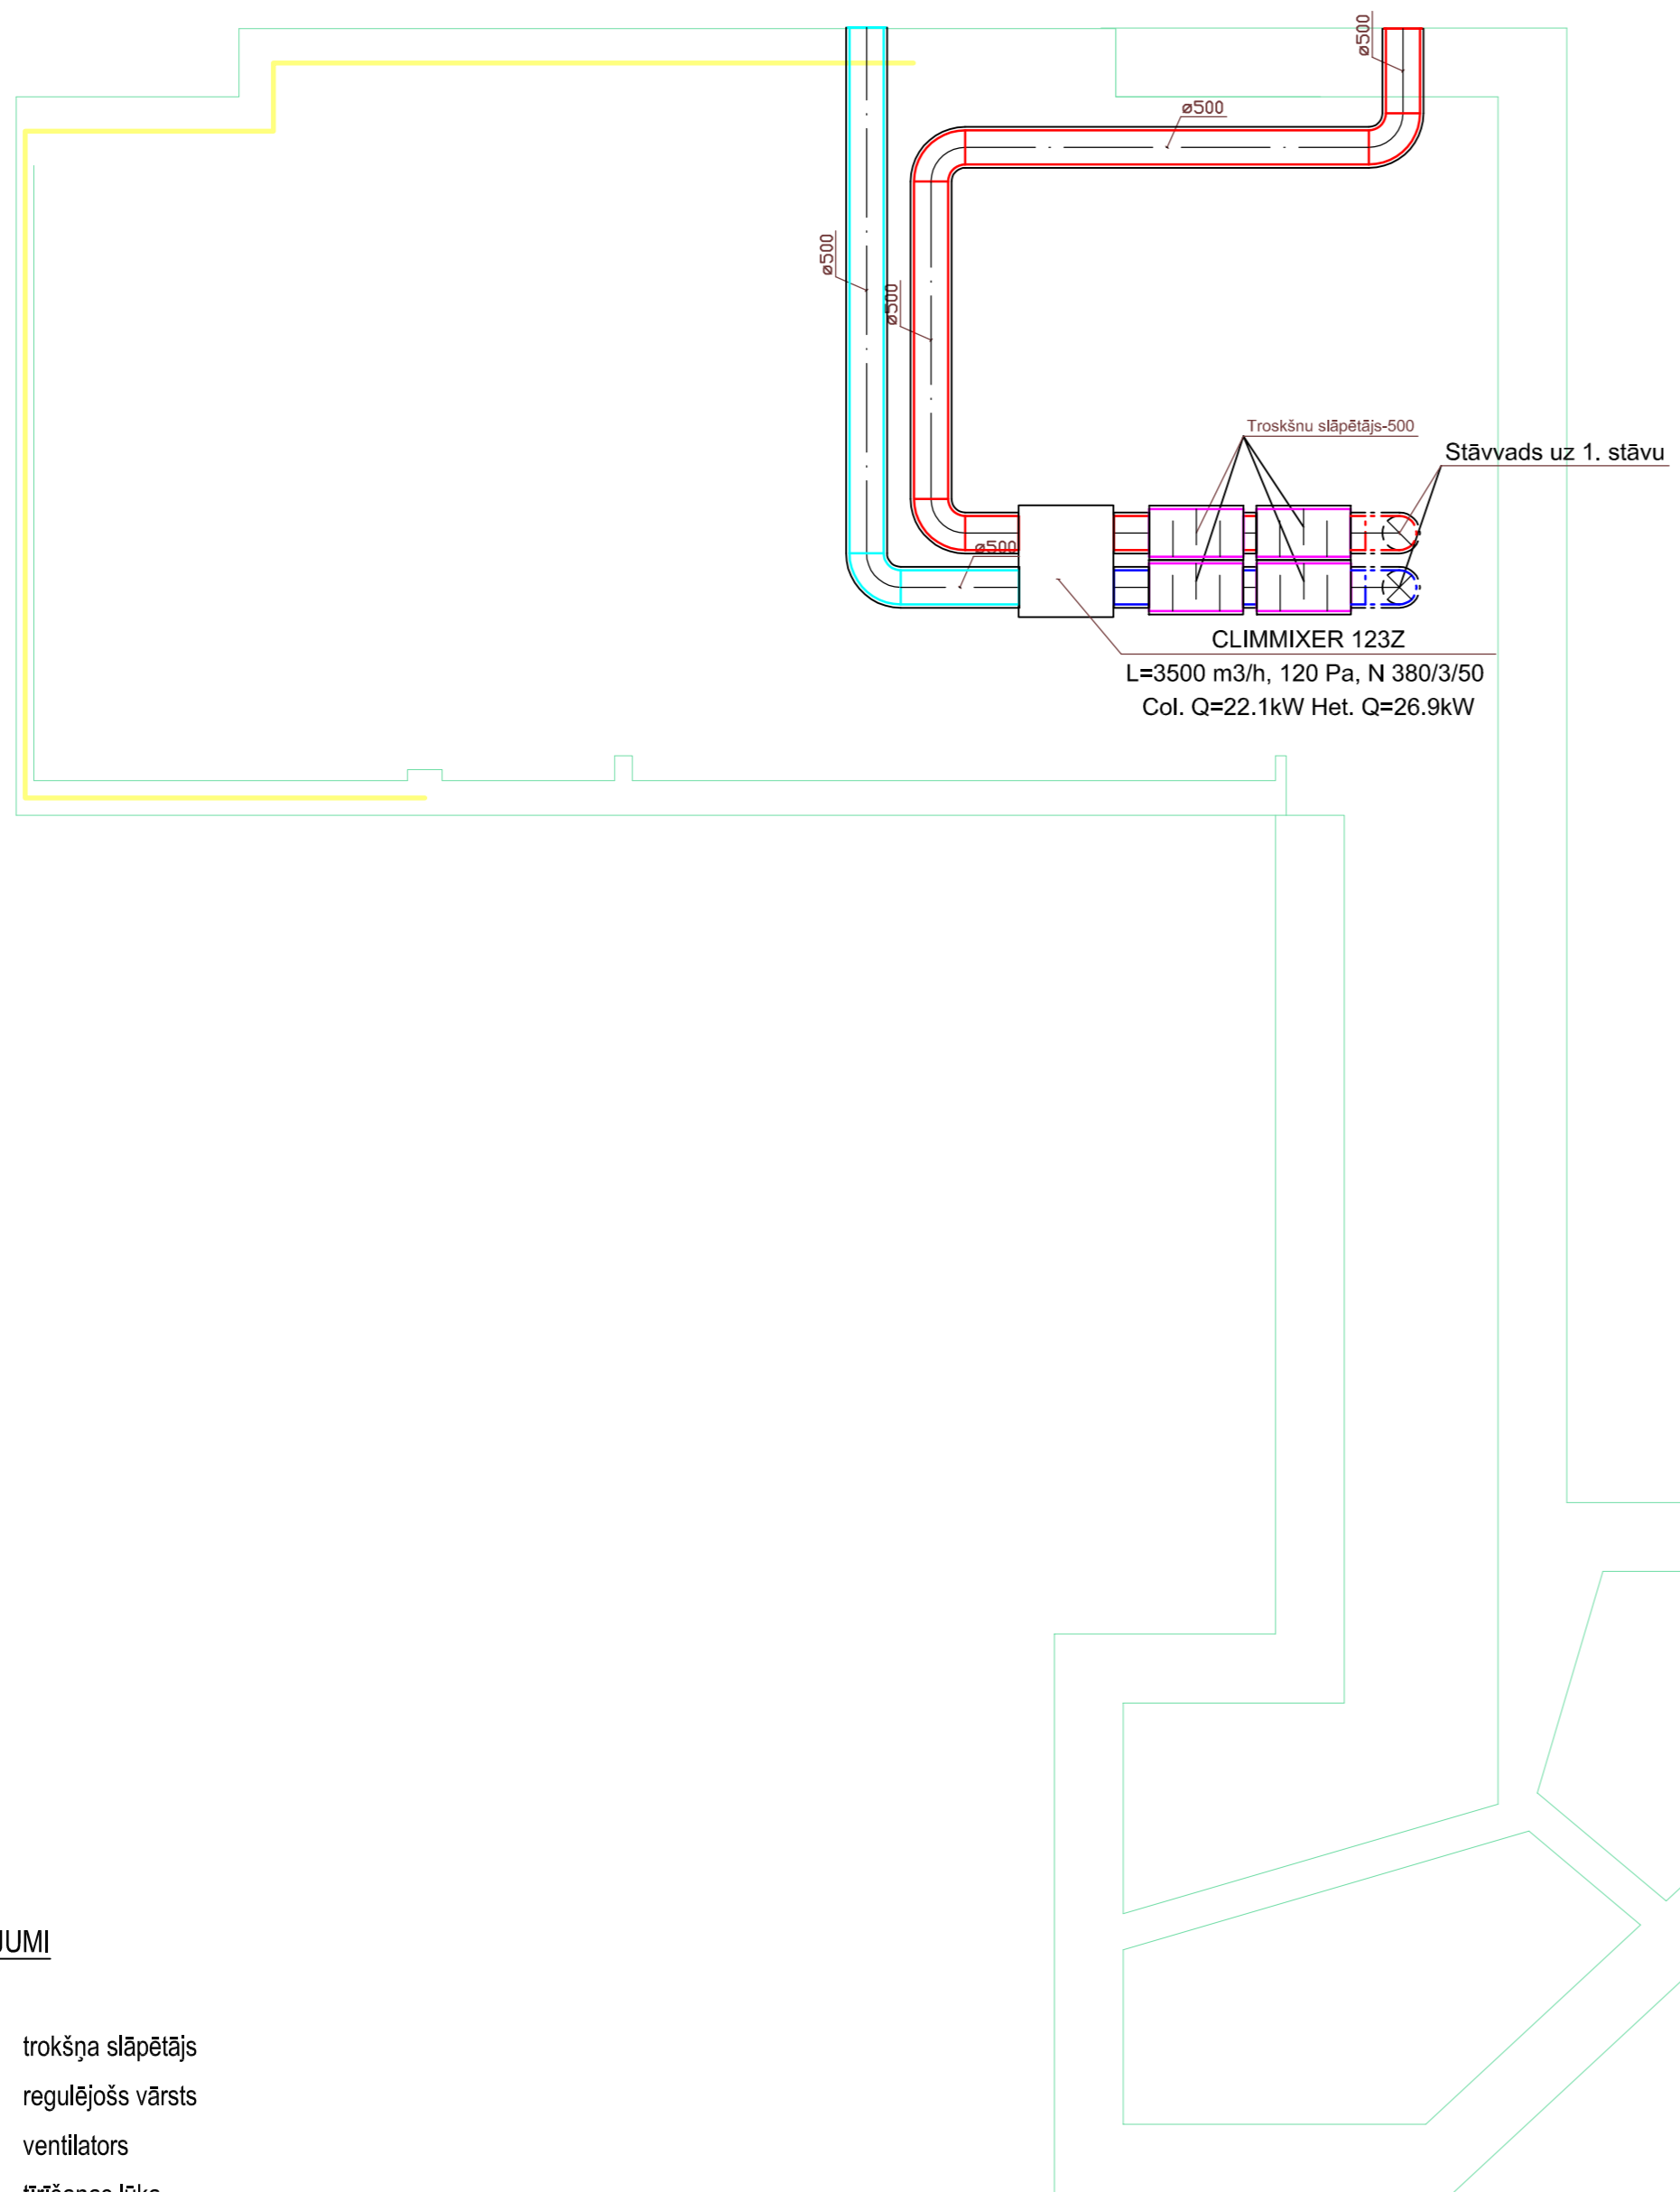 ø500
ø500
ø500
ø500
Troskšnu slāpētājs-500
Stāvvads uz 1. stāvu
ø500
CLIMMIXER 123Z
L=3500 m3/h, 120 Pa, N 380/3/50
Col. Q=22.1kW Het. Q=26.9kW
JUMI
trokšņa slāpētājs
regulējošs vārsts
ventilators